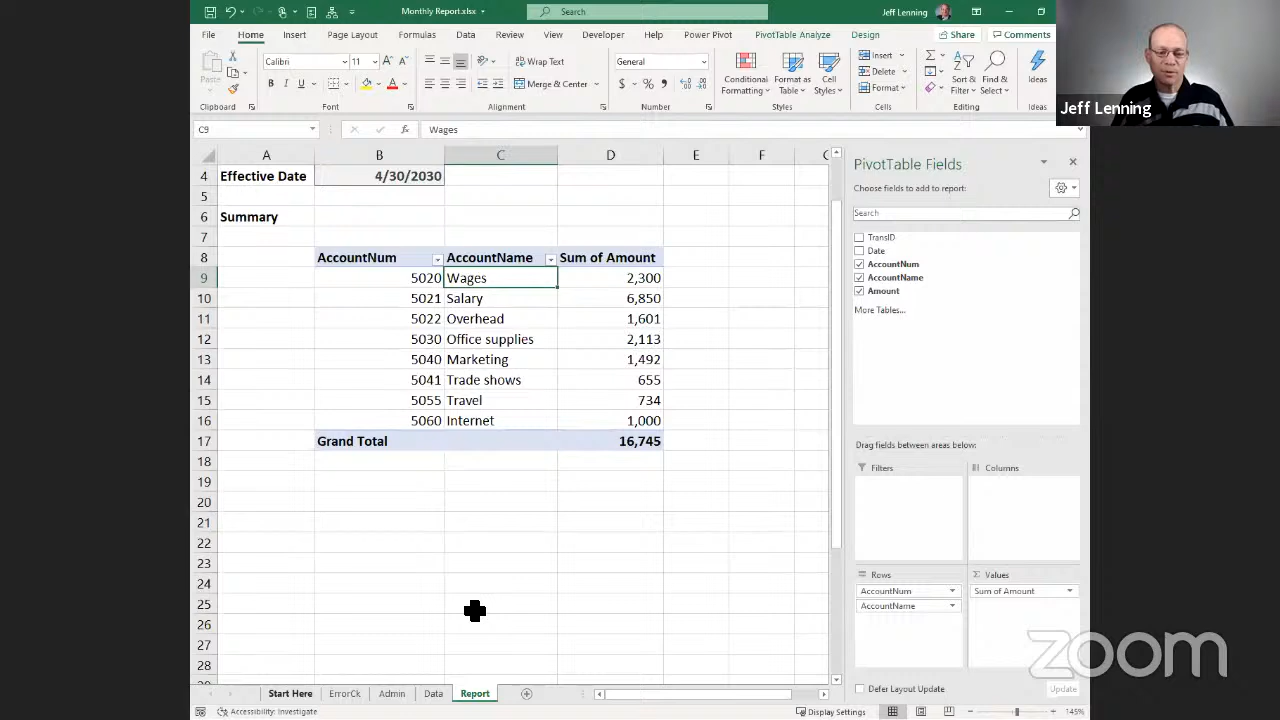 Monthly Report.xlsx
Search
Jeff Lenning
File
Home
Insert
Page Layout
Formulas
Data
Review
View
Developer
Help
Power Pivot
PivotTable Analyze
Design
Share
Comments
Paste
Calibri
11
Wrap Text
Merge & Center
General
Conditional Formatting
Format as Table
Cell Styles
Insert
Delete
Format
Sort & Filter
Find & Select
Ideas
Clipboard
Font
Alignment
Number
Styles
Cells
Editing
Ideas
Jeff Lenning
C9
Wages
A B C D E F
4 Effective Date 4/30/2030
5
6 Summary
7
8 AccountNum AccountName Sum of Amount
9 5020 Wages 2,300
10 5021 Salary 6,850
11 5022 Overhead 1,601
12 5030 Office supplies 2,113
13 5040 Marketing 1,492
14 5041 Trade shows 655
15 5055 Travel 734
16 5060 Internet 1,000
17 Grand Total 16,745
18
19
20
21
22
23
24
25
26
27
28
PivotTable Fields
Choose fields to add to report:
Search
TransID
Date
AccountNum
AccountName
Amount
More Tables...
Drag fields between areas below:
Filters
Columns
Rows
Values
AccountNum
AccountName
Sum of Amount
Defer Layout Update
Update
zoom
Start Here
ErrorCk
Admin
Data
Report
Accessibility: Investigate
Display Settings
145%